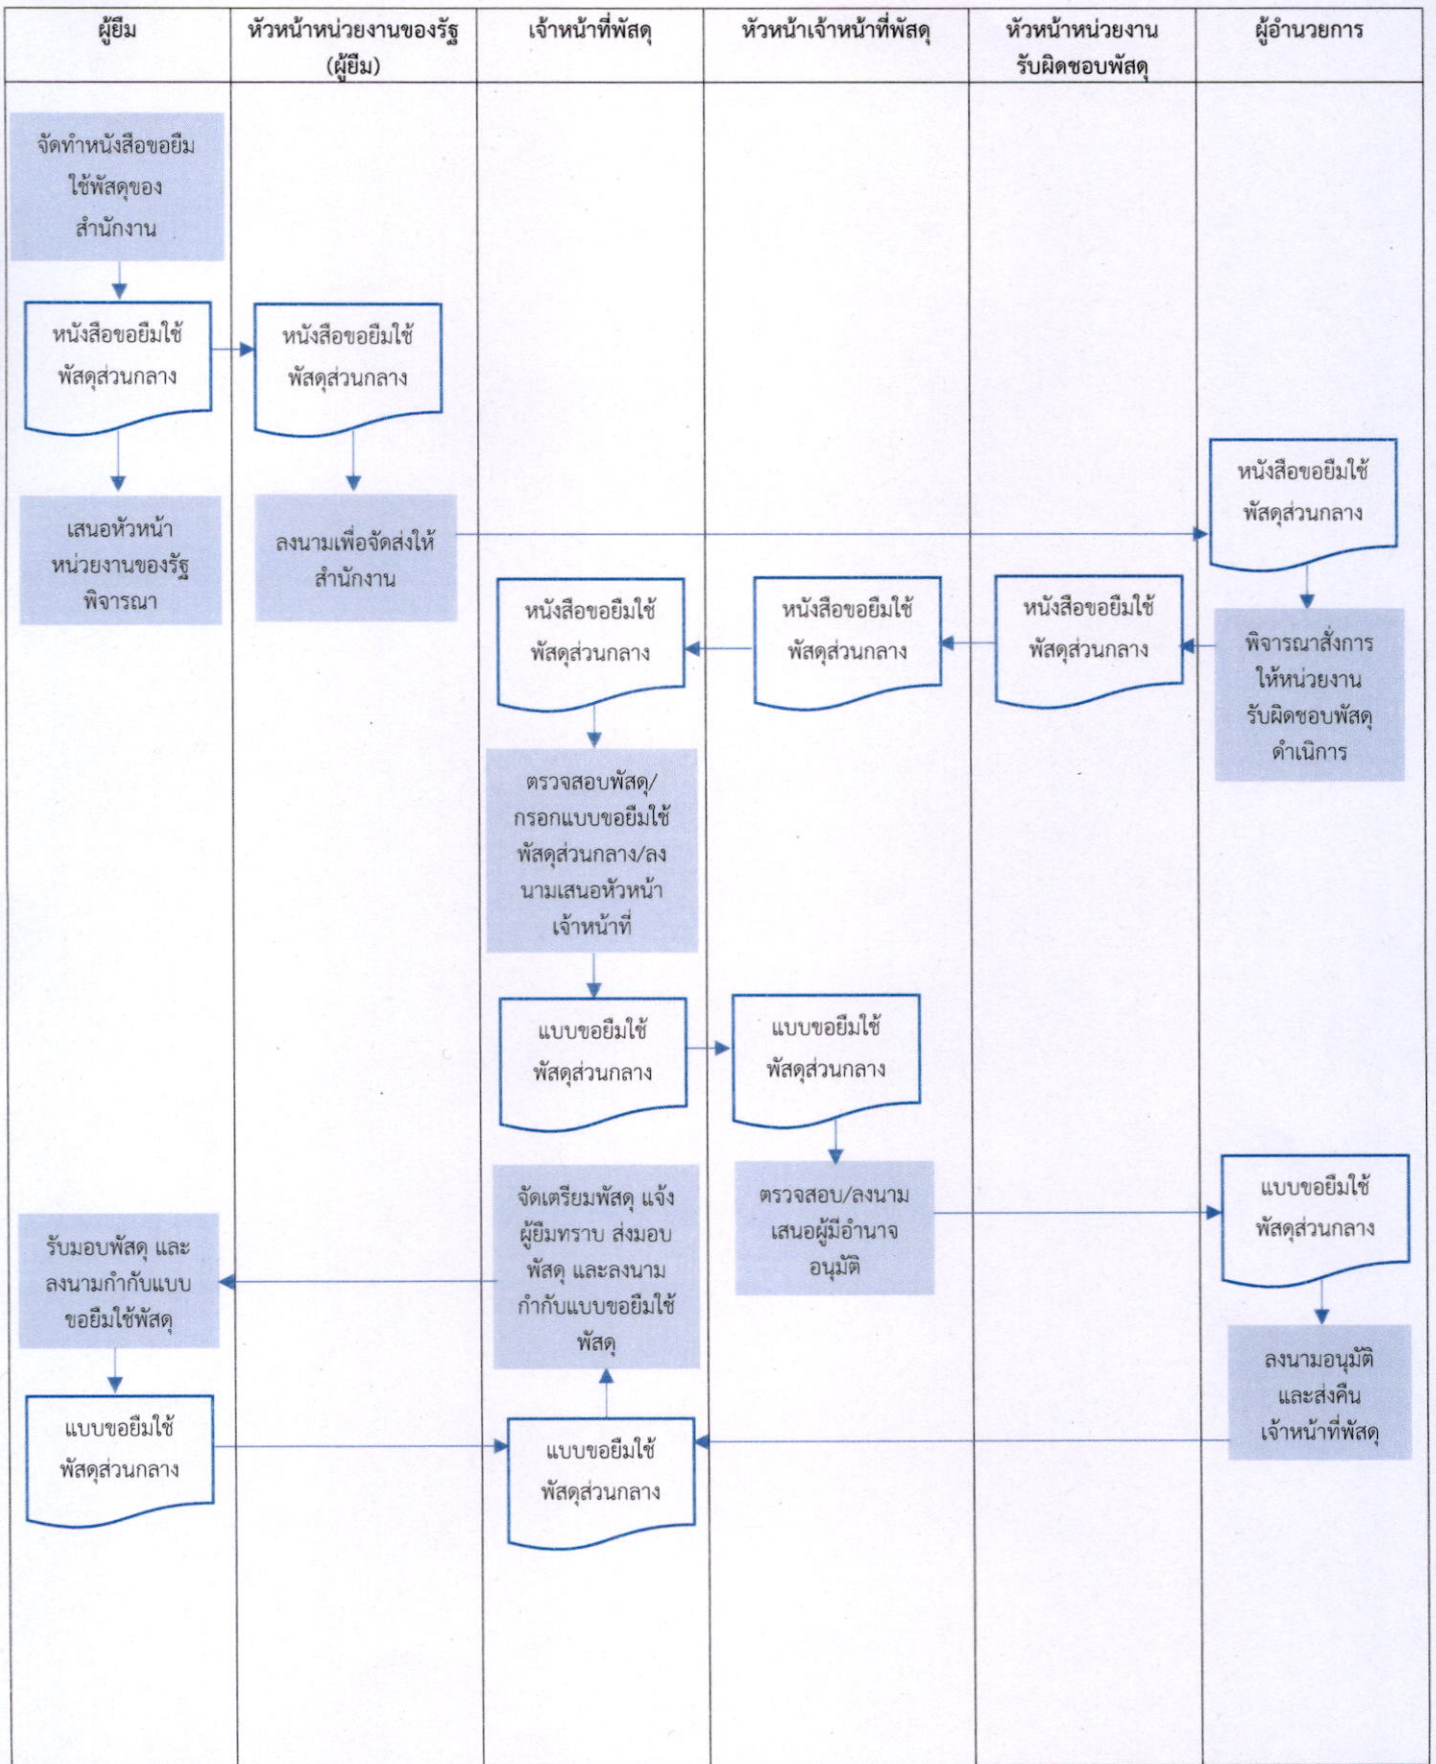 ผู้ยืม
หัวหน้าหน่วยงานของรัฐ
(ผู้ยืม)
เจ้าหน้าที่พัสดุ
หัวหน้าเจ้าหน้าที่พัสดุ
หัวหน้าหน่วยงาน
รับผิดชอบพัสดุ
ผู้อำนวยการ
จัดทำหนังสือขอยืม
ใช้พัสดุของ
สำนักงาน
หนังสือขอยืมใช้
พัสดุส่วนกลาง
หนังสือขอยืมใช้
พัสดุส่วนกลาง
เสนอหัวหน้า
หน่วยงานของรัฐ
พิจารณา
ลงนามเพื่อจัดส่งให้
สำนักงาน
หนังสือขอยืมใช้
พัสดุส่วนกลาง
พิจารณาสั่งการ
ให้หน่วยงาน
รับผิดชอบพัสดุ
ดำเนิการ
หนังสือขอยืมใช้
พัสดุส่วนกลาง
หนังสือขอยืมใช้
พัสดุส่วนกลาง
หนังสือขอยืมใช้
พัสดุส่วนกลาง
ตรวจสอบพัสดุ/
กรอกแบบขอยืมใช้
พัสดุส่วนกลาง/ลง
นามเสนอหัวหน้า
เจ้าหน้าที่
แบบขอยืมใช้
พัสดุส่วนกลาง
แบบขอยืมใช้
พัสดุส่วนกลาง
ตรวจสอบ/ลงนาม
เสนอผู้มีอำนาจ
อนุมัติ
แบบขอยืมใช้
พัสดุส่วนกลาง
ลงนามอนุมัติ
และส่งคืน
เจ้าหน้าที่พัสดุ
แบบขอยืมใช้
พัสดุส่วนกลาง
จัดเตรียมพัสดุ แจ้ง
ผู้ยืมทราบ ส่งมอบ
พัสดุ และลงนาม
กำกับแบบขอยืมใช้
พัสดุ
รับมอบพัสดุ และ
ลงนามกำกับแบบ
ขอยืมใช้พัสดุ
แบบขอยืมใช้
พัสดุส่วนกลาง